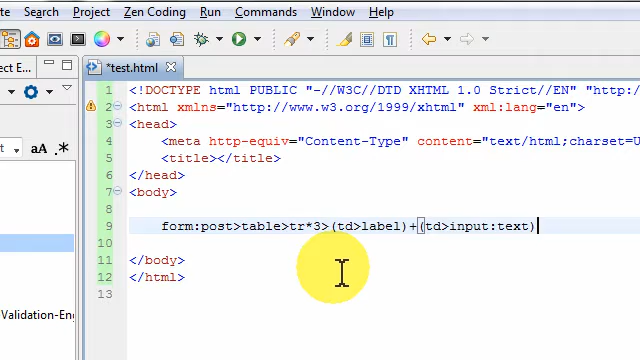 Search Project Zen Coding Run Commands Window Help
ect E...
*test.html
aA .*
-Validation-Eng
1 <!DOCTYPE html PUBLIC "-//W3C//DTD XHTML 1.0 Strict//EN" "http:/
2 <html xmlns="http://www.w3.org/1999/xhtml" xml:lang="en">
3 <head>
4 <meta http-equiv="Content-Type" content="text/html;charset=U
5 <title></title>
6 </head>
7 <body>
8
9 form:post>table>tr*3>(td>label)+(td>input:text)
10
11 </body>
12 </html>
13